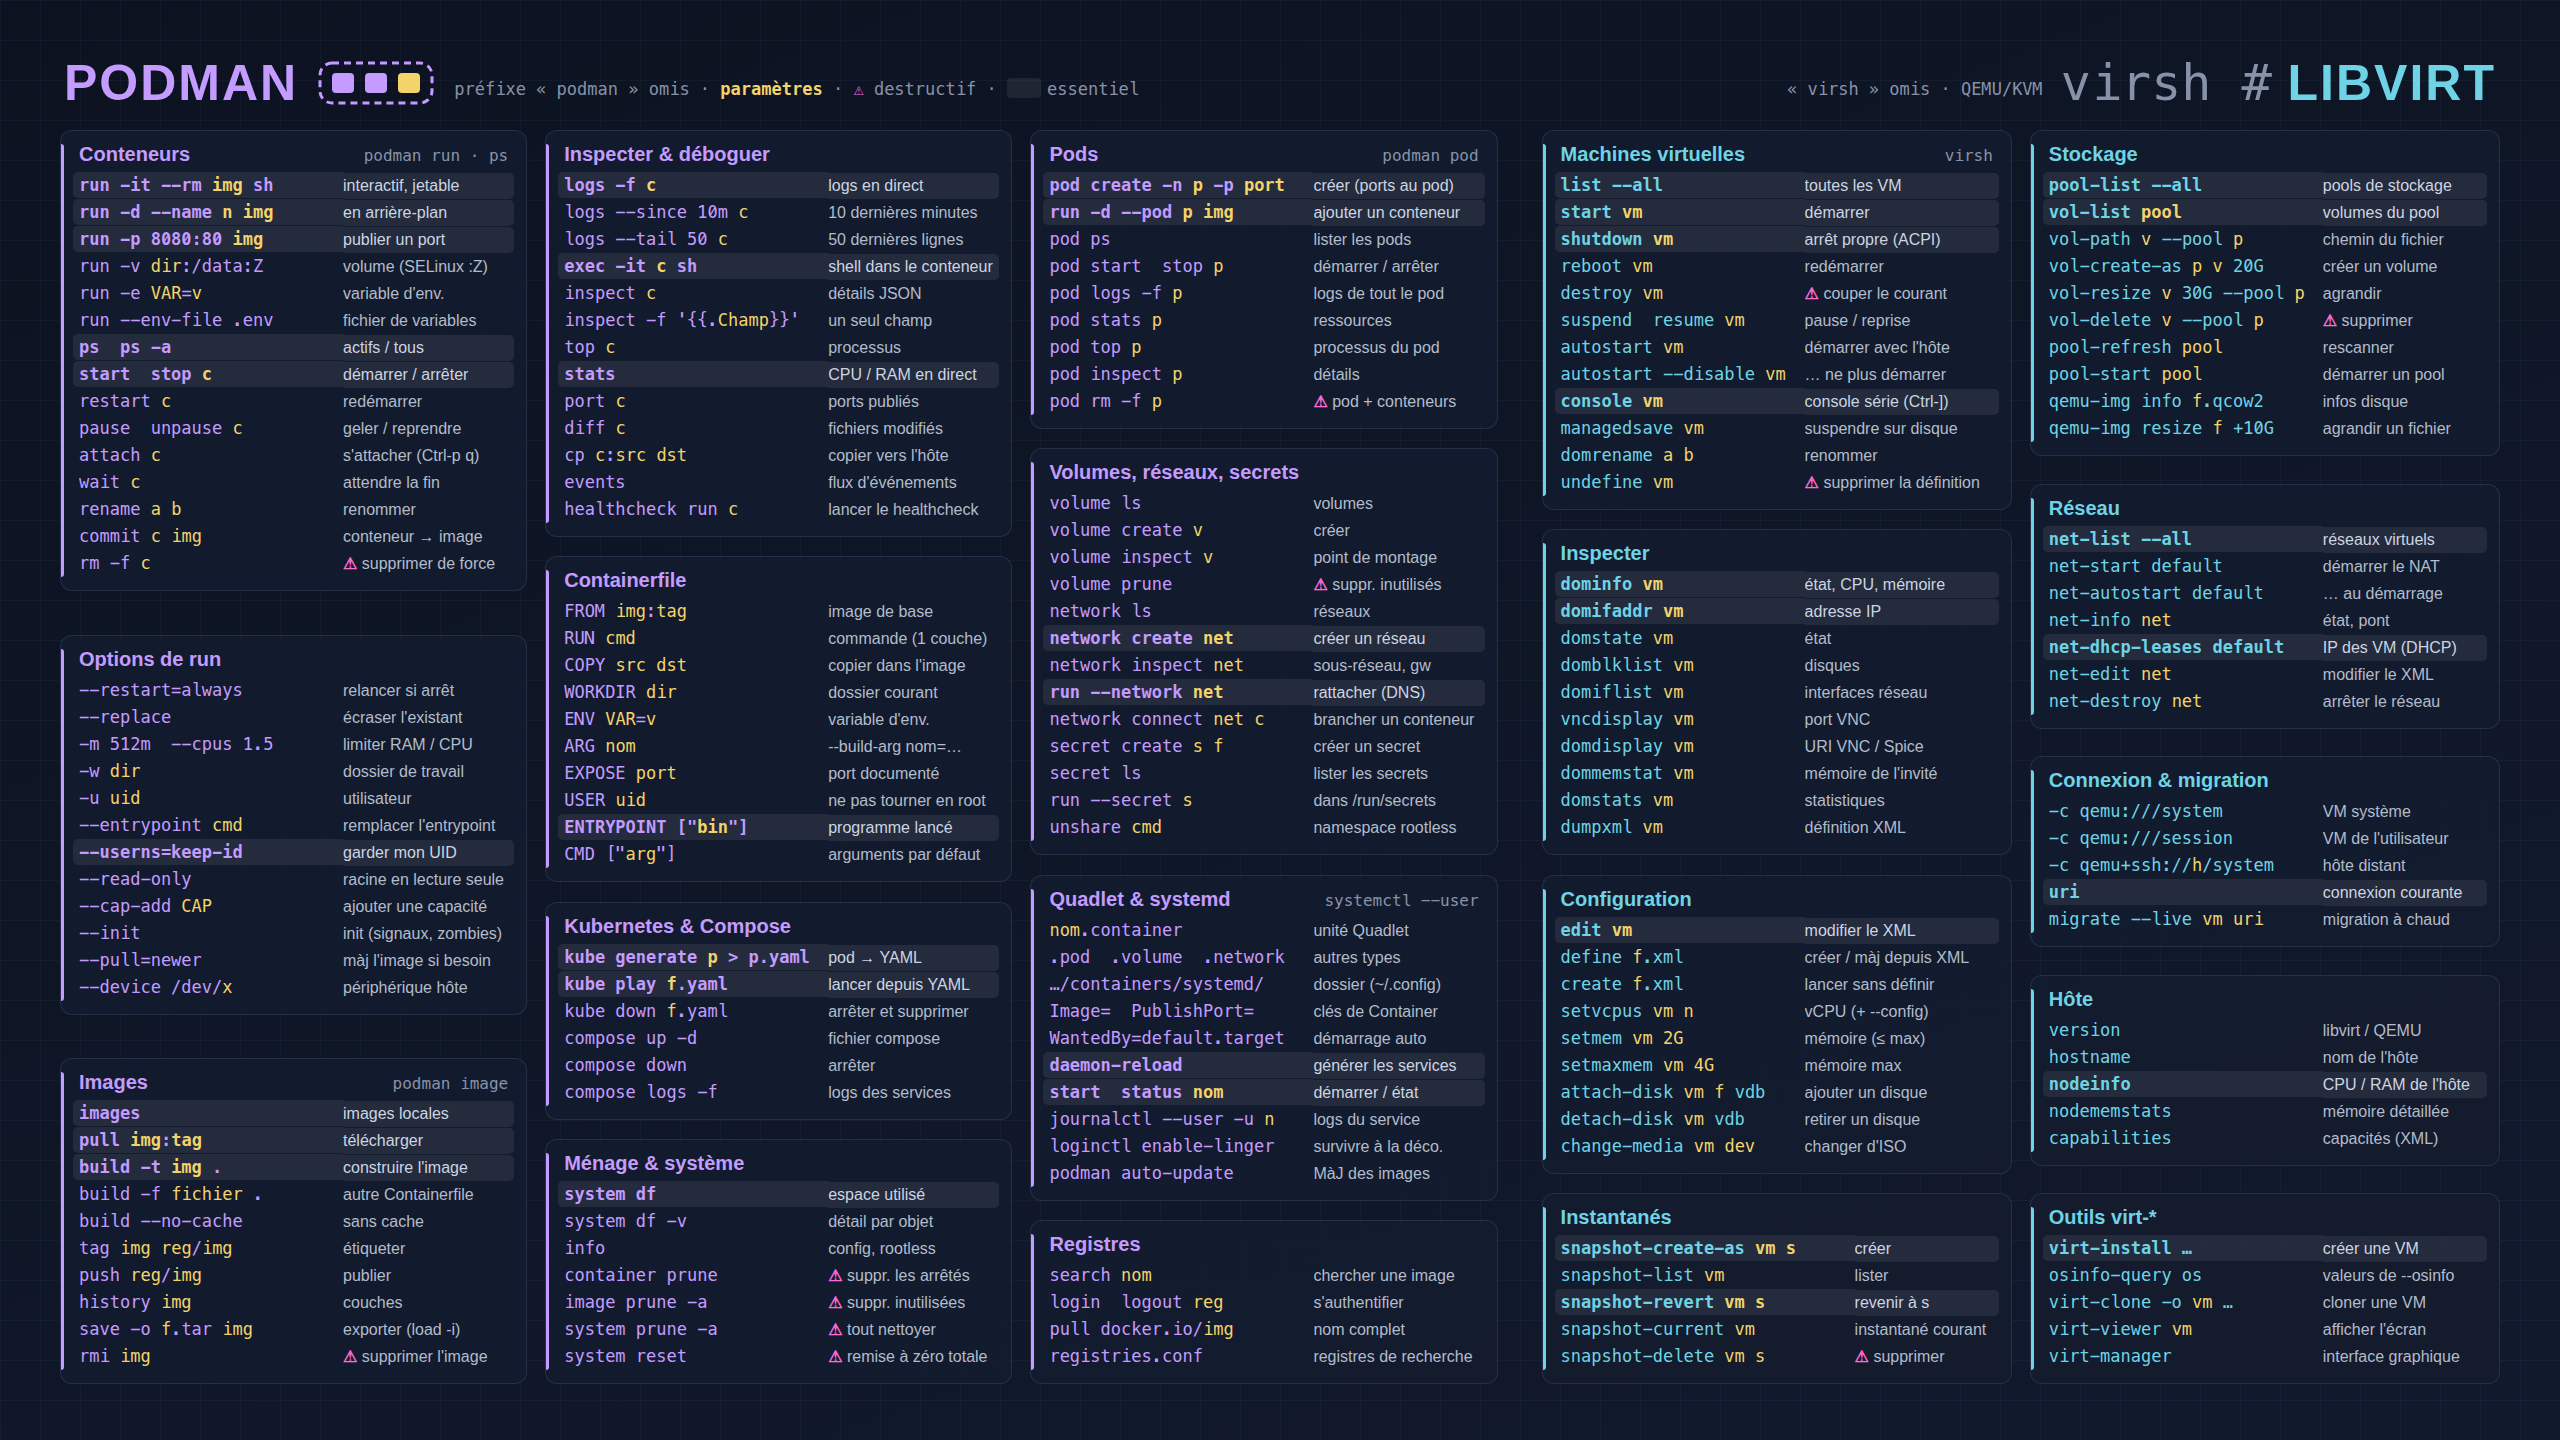 PODMAN
préfixe « podman » omis · paramètres · ⚠ destructif · essentiel
« virsh » omis · QEMU/KVM virsh # LIBVIRT
Conteneurs podman run · ps
run -it --rm img sh interactif, jetable
run -d --name n img en arrière-plan
run -p 8080:80 img publier un port
run -v dir:/data:Z volume (SELinux :Z)
run -e VAR=v variable d'env.
run --env-file .env fichier de variables
ps ps -a actifs / tous
start stop c démarrer / arrêter
restart c redémarrer
pause unpause c geler / reprendre
attach c s'attacher (Ctrl-p q)
wait c attendre la fin
rename a b renommer
commit c img conteneur → image
rm -f c ⚠ supprimer de force
Options de run
--restart=always relancer si arrêt
--replace écraser l'existant
-m 512m --cpus 1.5 limiter RAM / CPU
-w dir dossier de travail
-u uid utilisateur
--entrypoint cmd remplacer l'entrypoint
--userns=keep-id garder mon UID
--read-only racine en lecture seule
--cap-add CAP ajouter une capacité
--init init (signaux, zombies)
--pull=newer màj l'image si besoin
--device /dev/x périphérique hôte
Images podman image
images images locales
pull img:tag télécharger
build -t img . construire l'image
build -f fichier . autre Containerfile
build --no-cache sans cache
tag img reg/img étiqueter
push reg/img publier
history img couches
save -o f.tar img exporter (load -i)
rmi img ⚠ supprimer l'image
Inspecter & déboguer
logs -f c logs en direct
logs --since 10m c 10 dernières minutes
logs --tail 50 c 50 dernières lignes
exec -it c sh shell dans le conteneur
inspect c détails JSON
inspect -f '{{.Champ}}' un seul champ
top c processus
stats CPU / RAM en direct
port c ports publiés
diff c fichiers modifiés
cp c:src dst copier vers l'hôte
events flux d'événements
healthcheck run c lancer le healthcheck
Containerfile
FROM img:tag image de base
RUN cmd commande (1 couche)
COPY src dst copier dans l'image
WORKDIR dir dossier courant
ENV VAR=v variable d'env.
ARG nom --build-arg nom=…
EXPOSE port port documenté
USER uid ne pas tourner en root
ENTRYPOINT ["bin"] programme lancé
CMD ["arg"] arguments par défaut
Kubernetes & Compose
kube generate p > p.yaml pod → YAML
kube play f.yaml lancer depuis YAML
kube down f.yaml arrêter et supprimer
compose up -d fichier compose
compose down arrêter
compose logs -f logs des services
Ménage & système
system df espace utilisé
system df -v détail par objet
info config, rootless
container prune ⚠ suppr. les arrêtés
image prune -a ⚠ suppr. inutilisées
system prune -a ⚠ tout nettoyer
system reset ⚠ remise à zéro totale
Pods podman pod
pod create -n p -p port créer (ports au pod)
run -d --pod p img ajouter un conteneur
pod ps lister les pods
pod start stop p démarrer / arrêter
pod logs -f p logs de tout le pod
pod stats p ressources
pod top p processus du pod
pod inspect p détails
pod rm -f p ⚠ pod + conteneurs
Volumes, réseaux, secrets
volume ls volumes
volume create v créer
volume inspect v point de montage
volume prune ⚠ suppr. inutilisés
network ls réseaux
network create net créer un réseau
network inspect net sous-réseau, gw
run --network net rattacher (DNS)
network connect net c brancher un conteneur
secret create s f créer un secret
secret ls lister les secrets
run --secret s dans /run/secrets
unshare cmd namespace rootless
Quadlet & systemd systemctl --user
nom.container unité Quadlet
.pod .volume .network autres types
…/containers/systemd/ dossier (~/.config)
Image= PublishPort= clés de Container
WantedBy=default.target démarrage auto
daemon-reload générer les services
start status nom démarrer / état
journalctl --user -u n logs du service
loginctl enable-linger survivre à la déco.
podman auto-update MàJ des images
Registres
search nom chercher une image
login logout reg s'authentifier
pull docker.io/img nom complet
registries.conf registres de recherche
Machines virtuelles virsh
list --all toutes les VM
start vm démarrer
shutdown vm arrêt propre (ACPI)
reboot vm redémarrer
destroy vm ⚠ couper le courant
suspend resume vm pause / reprise
autostart vm démarrer avec l'hôte
autostart --disable vm … ne plus démarrer
console vm console série (Ctrl-])
managedsave vm suspendre sur disque
domrename a b renommer
undefine vm ⚠ supprimer la définition
Inspecter
dominfo vm état, CPU, mémoire
domifaddr vm adresse IP
domstate vm état
domblklist vm disques
domiflist vm interfaces réseau
vncdisplay vm port VNC
domdisplay vm URI VNC / Spice
dommemstat vm mémoire de l'invité
domstats vm statistiques
dumpxml vm définition XML
Configuration
edit vm modifier le XML
define f.xml créer / màj depuis XML
create f.xml lancer sans définir
setvcpus vm n vCPU (+ --config)
setmem vm 2G mémoire (≤ max)
setmaxmem vm 4G mémoire max
attach-disk vm f vdb ajouter un disque
detach-disk vm vdb retirer un disque
change-media vm dev changer d'ISO
Instantanés
snapshot-create-as vm s créer
snapshot-list vm lister
snapshot-revert vm s revenir à s
snapshot-current vm instantané courant
snapshot-delete vm s ⚠ supprimer
Stockage
pool-list --all pools de stockage
vol-list pool volumes du pool
vol-path v --pool p chemin du fichier
vol-create-as p v 20G créer un volume
vol-resize v 30G --pool p agrandir
vol-delete v --pool p ⚠ supprimer
pool-refresh pool rescanner
pool-start pool démarrer un pool
qemu-img info f.qcow2 infos disque
qemu-img resize f +10G agrandir un fichier
Réseau
net-list --all réseaux virtuels
net-start default démarrer le NAT
net-autostart default … au démarrage
net-info net état, pont
net-dhcp-leases default IP des VM (DHCP)
net-edit net modifier le XML
net-destroy net arrêter le réseau
Connexion & migration
-c qemu:///system VM système
-c qemu:///session VM de l'utilisateur
-c qemu+ssh://h/system hôte distant
uri connexion courante
migrate --live vm uri migration à chaud
Hôte
version libvirt / QEMU
hostname nom de l'hôte
nodeinfo CPU / RAM de l'hôte
nodememstats mémoire détaillée
capabilities capacités (XML)
Outils virt-*
virt-install … créer une VM
osinfo-query os valeurs de --osinfo
virt-clone -o vm … cloner une VM
virt-viewer vm afficher l'écran
virt-manager interface graphique